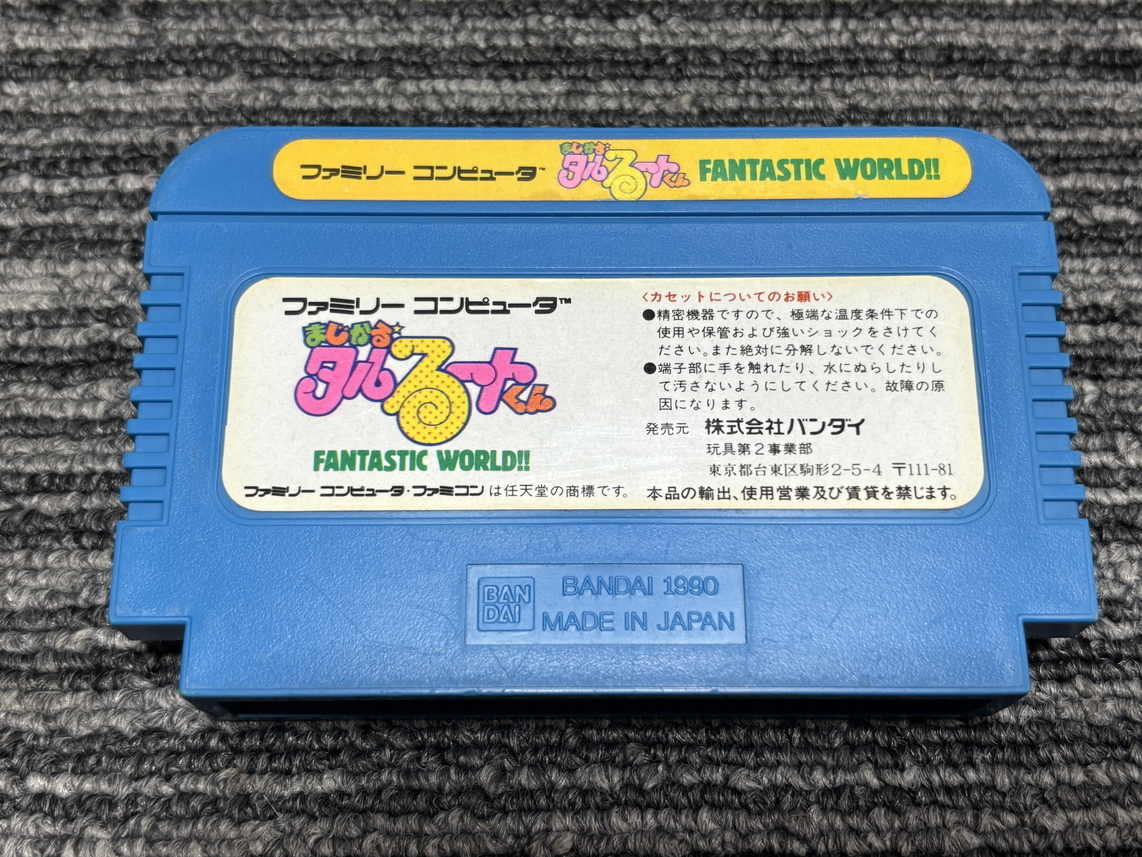 ファミリー コンピュータ™ まじかる☆タルるートくん FANTASTIC WORLD!!
ファミリー コンピュータ™
まじかる☆
タルるートくん
FANTASTIC WORLD!!
ファミリー コンピュータ・ファミコンは任天堂の商標です。
〈カセットについてのお願い〉
●精密機器ですので、極端な温度条件下での
使用や保管および強いショックをさけてく
ださい。また絶対に分解しないでください。
●端子部に手を触れたり、水にぬらしたりし
て汚さないようにしてください。故障の原
因になります。
発売元 株式会社バンダイ
玩具第2事業部
東京都台東区駒形2-5-4 〒111-81
本品の輸出、使用営業及び賃貸を禁じます。
BAN
DAI
BANDAI 1990
MADE IN JAPAN